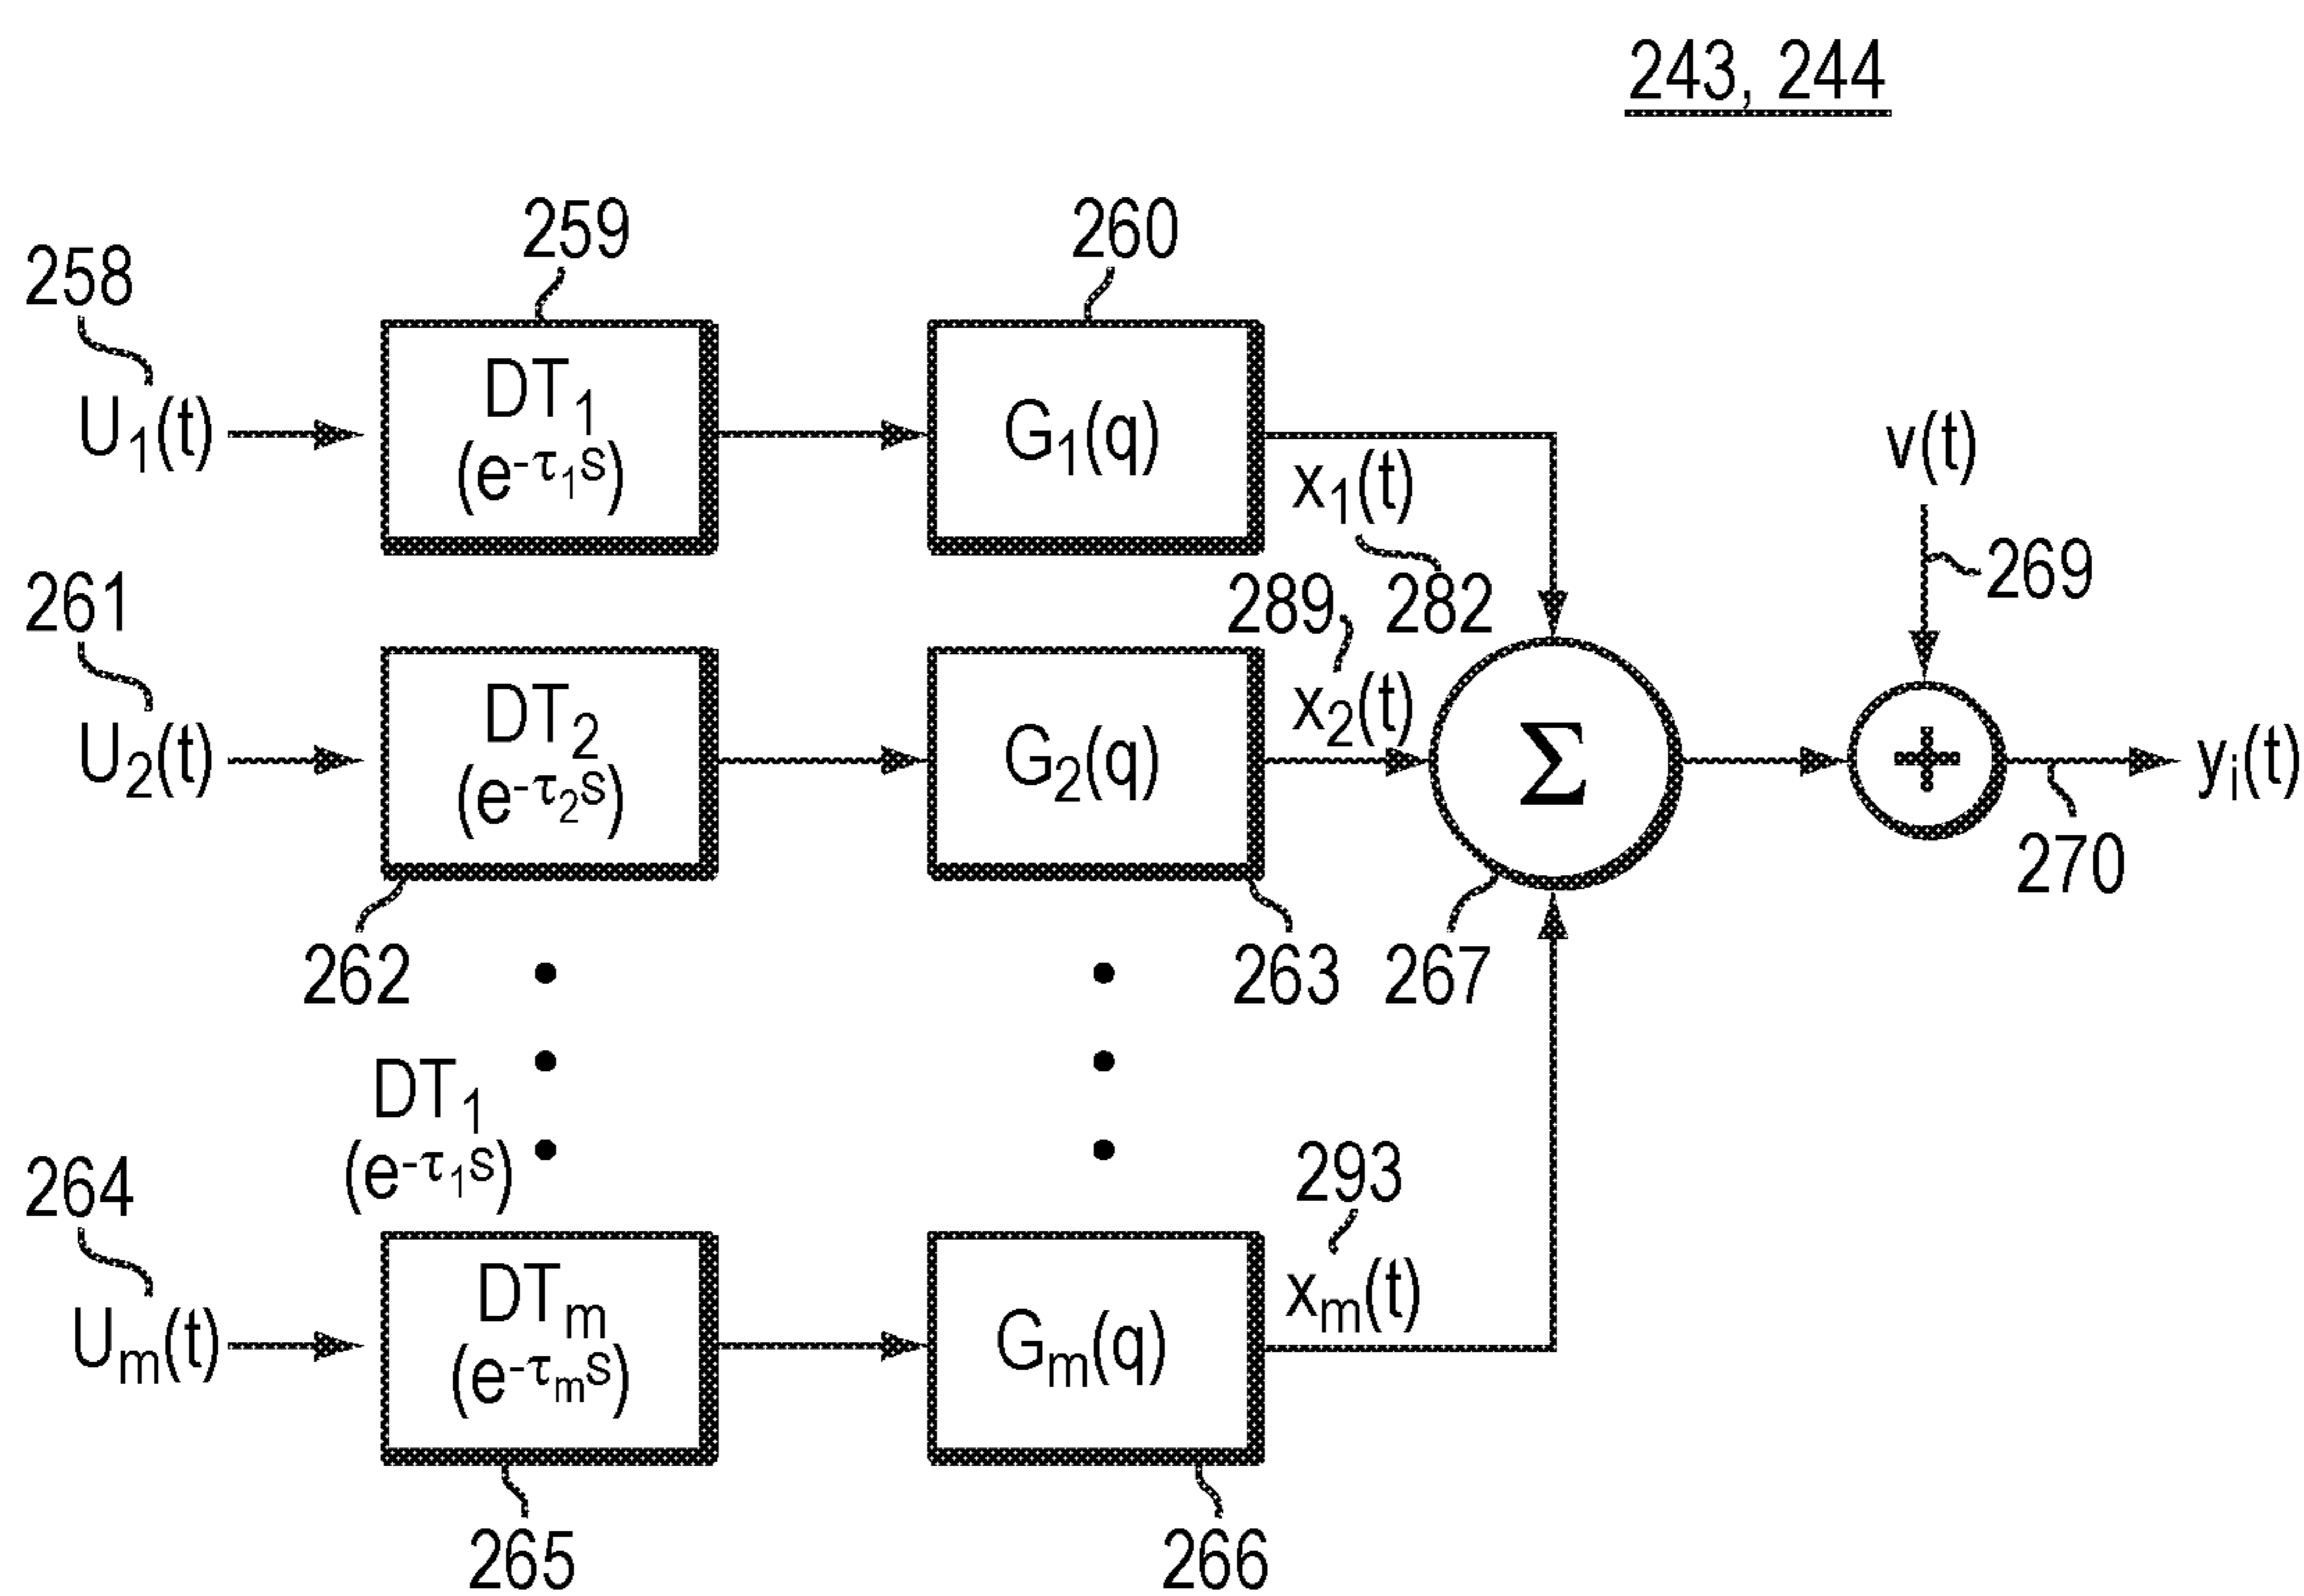 243, 244
259
260
258
DT₁
(e^-τ₁s)
G₁(q)
U₁(t)
x₁(t)
v(t)
282
269
261
289
DT₂
(e^-τ₂s)
G₂(q)
U₂(t)
x₂(t)
Σ
+
yᵢ(t)
270
262
263
267
DT₁
(e^-τ₁s)
264
293
DTₘ
(e^-τₘs)
Gₘ(q)
Uₘ(t)
xₘ(t)
265
266